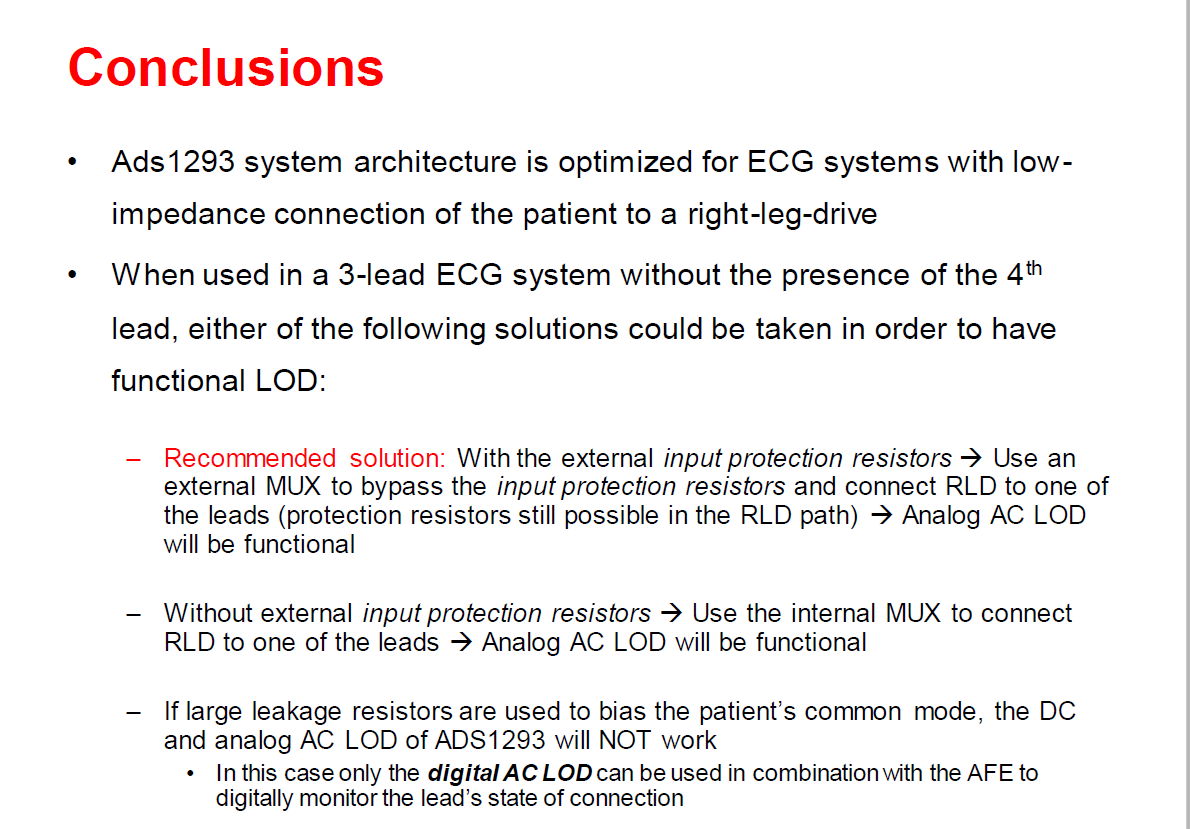 Conclusions
• Ads1293 system architecture is optimized for ECG systems with low-
impedance connection of the patient to a right-leg-drive
• When used in a 3-lead ECG system without the presence of the 4th
lead, either of the following solutions could be taken in order to have
functional LOD:
– Recommended solution: With the external input protection resistors → Use an
external MUX to bypass the input protection resistors and connect RLD to one of
the leads (protection resistors still possible in the RLD path) → Analog AC LOD
will be functional
– Without external input protection resistors → Use the internal MUX to connect
RLD to one of the leads → Analog AC LOD will be functional
– If large leakage resistors are used to bias the patient's common mode, the DC
and analog AC LOD of ADS1293 will NOT work
• In this case only the digital AC LOD can be used in combination with the AFE to
digitally monitor the lead's state of connection